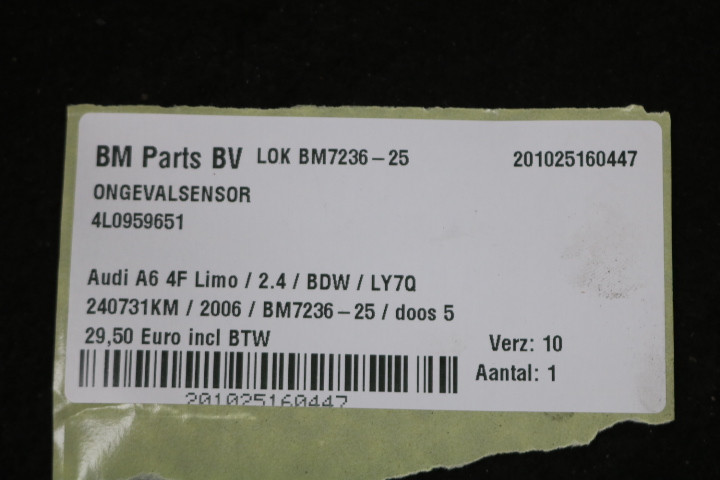 BM Parts BV LOK BM7236-25 201025160447
ONGEVALSENSOR
4L0959651
Audi A6 4F Limo / 2.4 / BDW / LY7Q
240731KM / 2006 / BM7236-25 / doos 5
29,50 Euro incl BTW Verz: 10
Aantal: 1
201025160447